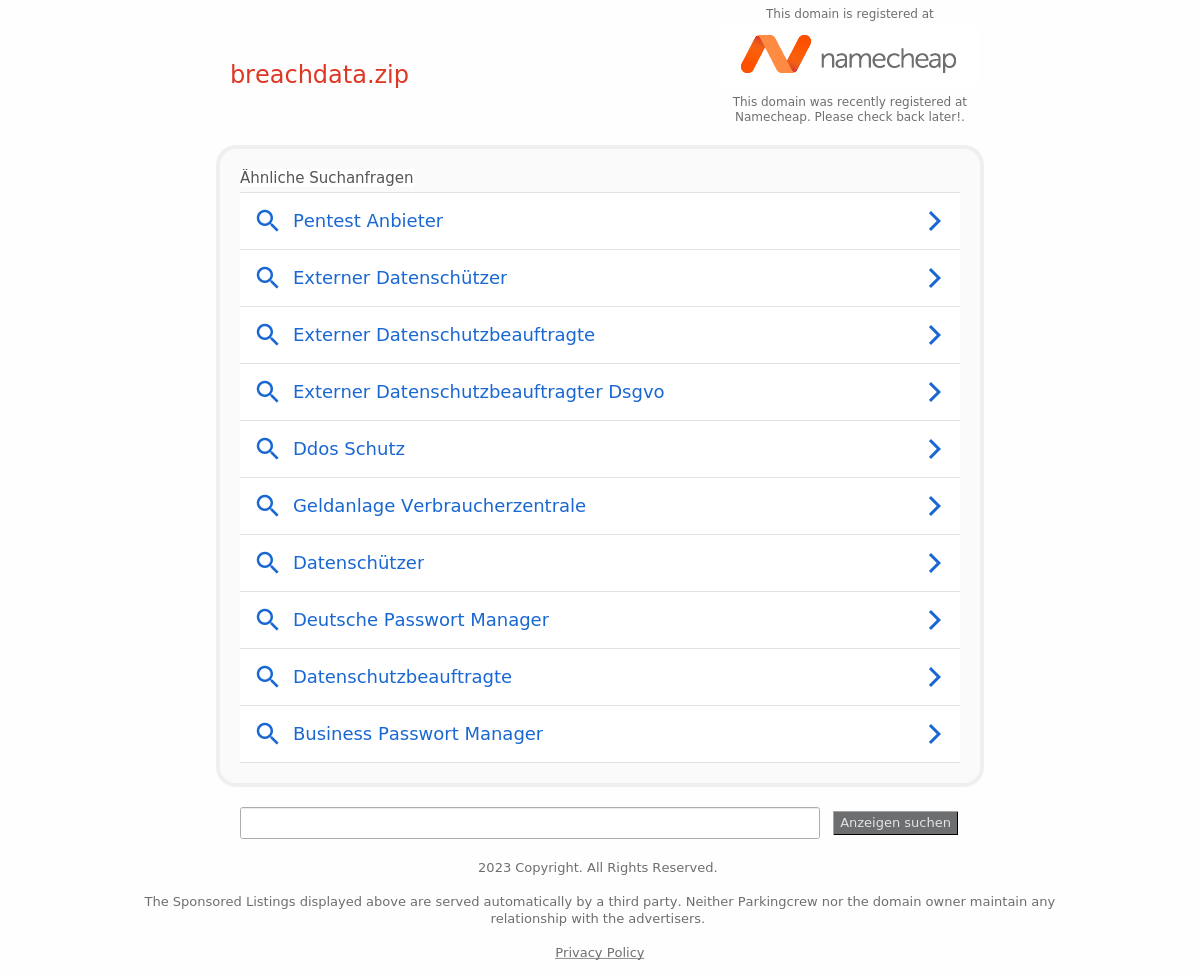 This domain is registered at
namecheap
breachdata.zip
This domain was recently registered at
Namecheap. Please check back later!.
Ähnliche Suchanfragen
Pentest Anbieter
Externer Datenschützer
Externer Datenschutzbeauftragte
Externer Datenschutzbeauftragter Dsgvo
Ddos Schutz
Geldanlage Verbraucherzentrale
Datenschützer
Deutsche Passwort Manager
Datenschutzbeauftragte
Business Passwort Manager
Anzeigen suchen
2023 Copyright. All Rights Reserved.
The Sponsored Listings displayed above are served automatically by a third party. Neither Parkingcrew nor the domain owner maintain any
relationship with the advertisers.
Privacy Policy